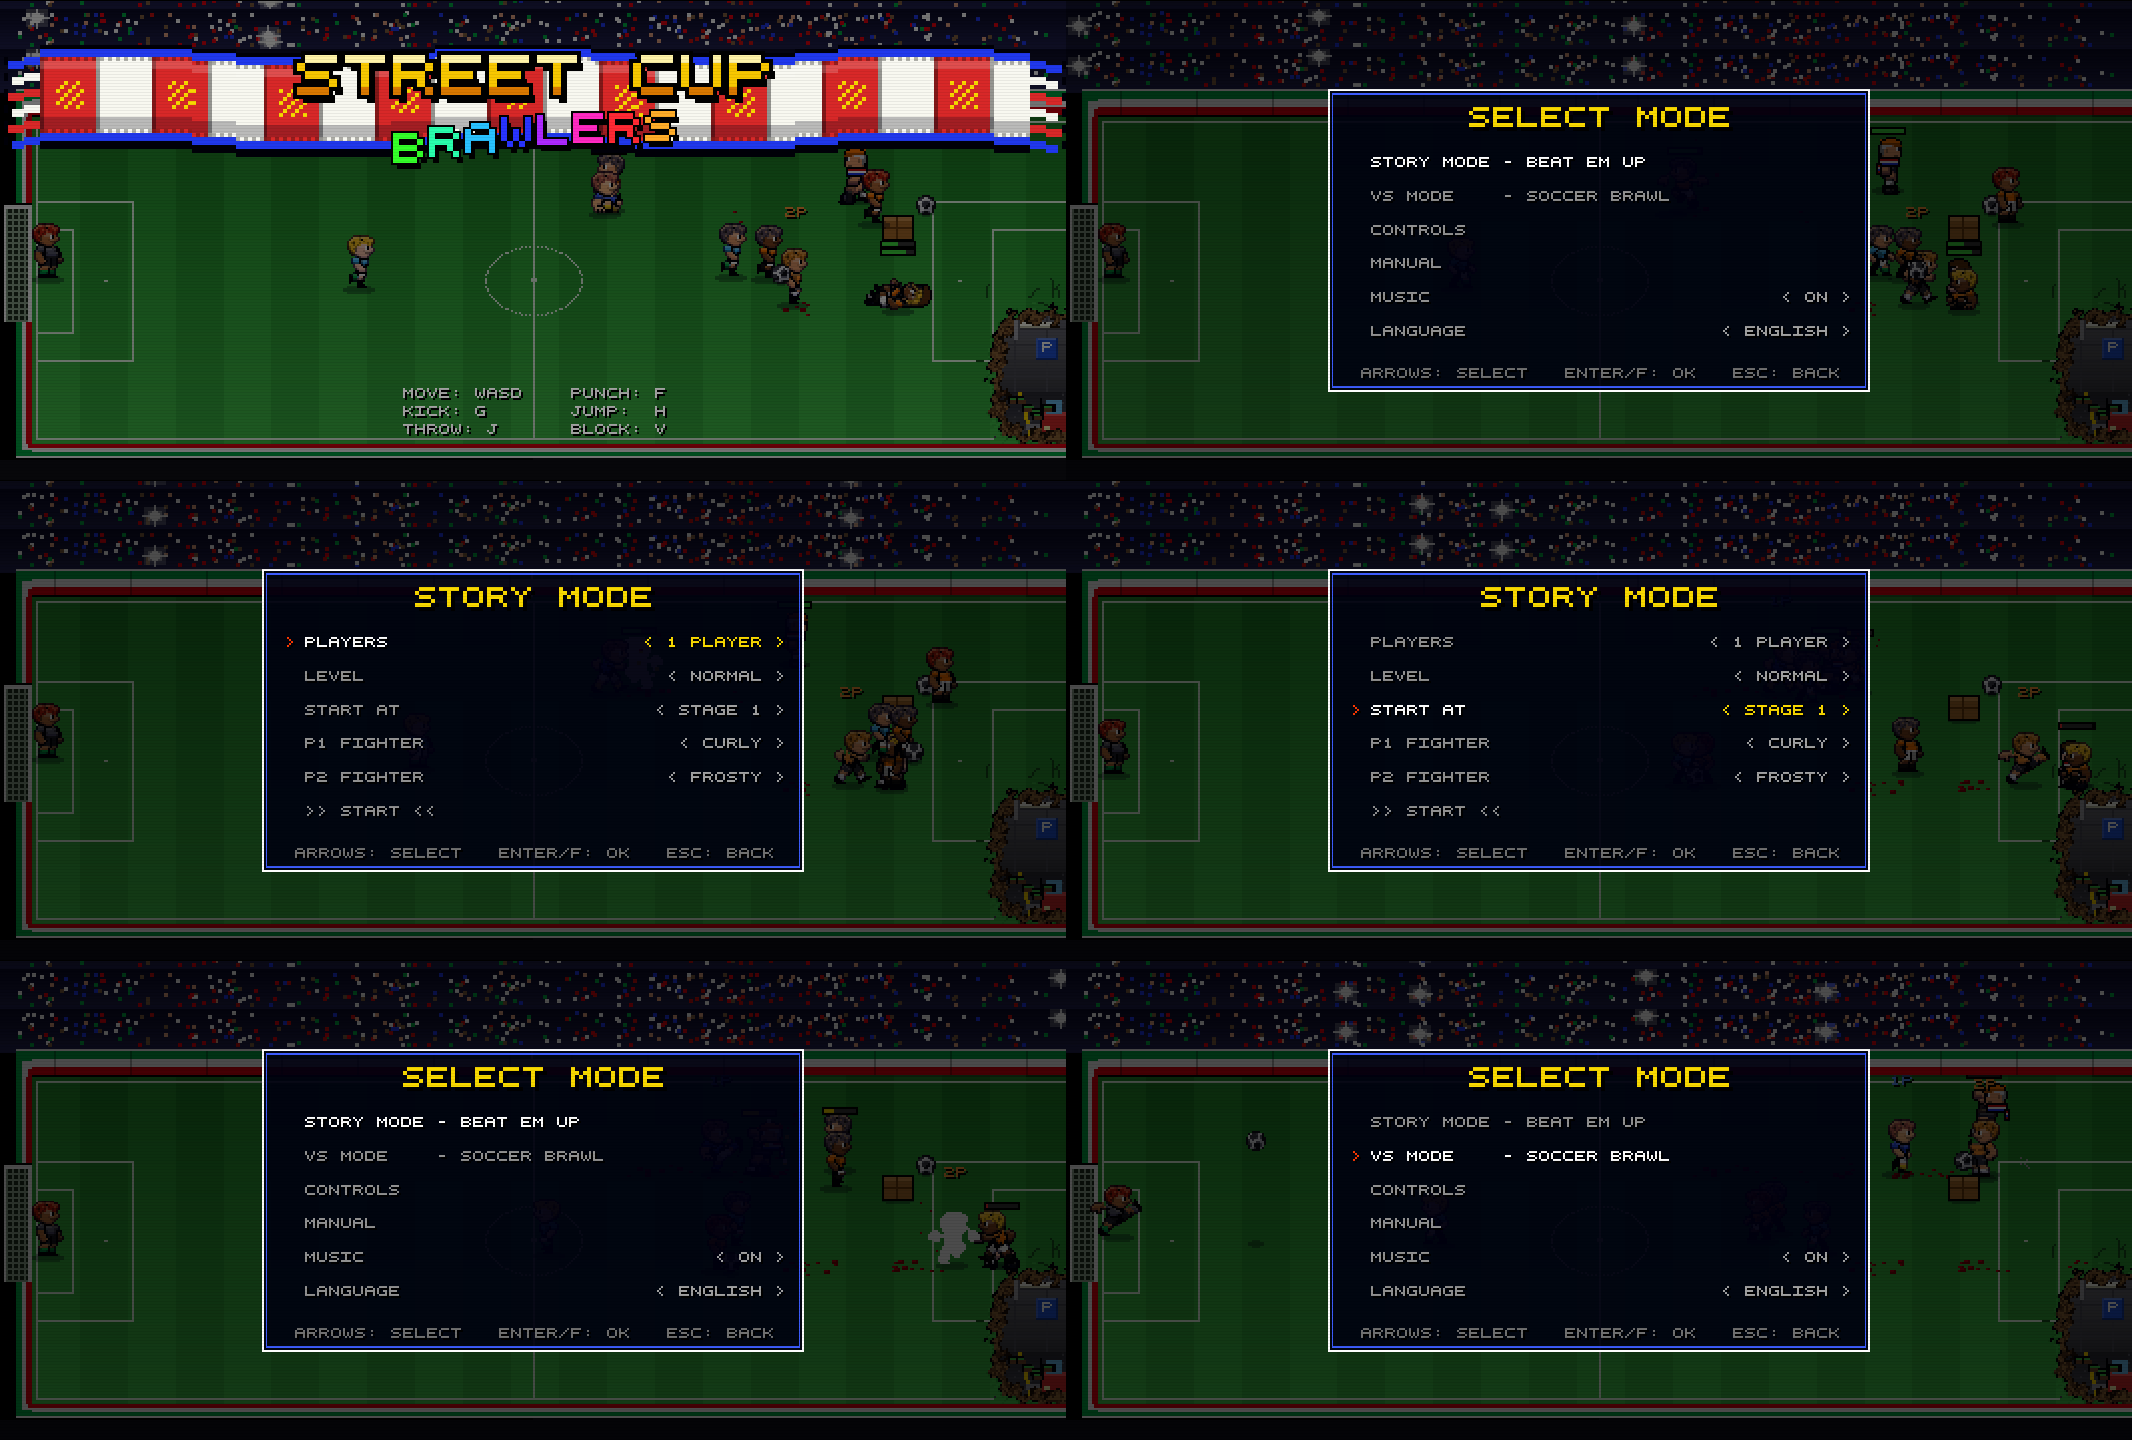 STREET CUP
BRAWLERS
2P
P
MOVE: WASD PUNCH: F
KICK: G JUMP: H
THROW: J BLOCK: V
SELECT MODE
STORY MODE - BEAT EM UP
VS MODE - SOCCER BRAWL
CONTROLS
MANUAL
MUSIC < ON >
LANGUAGE < ENGLISH >
ARROWS: SELECT ENTER/F: OK ESC: BACK
2P
P
STORY MODE
> PLAYERS < 1 PLAYER >
LEVEL < NORMAL >
START AT < STAGE 1 >
P1 FIGHTER < CURLY >
P2 FIGHTER < FROSTY >
>> START <<
ARROWS: SELECT ENTER/F: OK ESC: BACK
2P
P
STORY MODE
PLAYERS < 1 PLAYER >
LEVEL < NORMAL >
> START AT < STAGE 1 >
P1 FIGHTER < CURLY >
P2 FIGHTER < FROSTY >
>> START <<
ARROWS: SELECT ENTER/F: OK ESC: BACK
2P
P
SELECT MODE
STORY MODE - BEAT EM UP
VS MODE - SOCCER BRAWL
CONTROLS
MANUAL
MUSIC < ON >
LANGUAGE < ENGLISH >
ARROWS: SELECT ENTER/F: OK ESC: BACK
2P
P
SELECT MODE
STORY MODE - BEAT EM UP
> VS MODE - SOCCER BRAWL
CONTROLS
MANUAL
MUSIC < ON >
LANGUAGE < ENGLISH >
ARROWS: SELECT ENTER/F: OK ESC: BACK
1P
2P
P